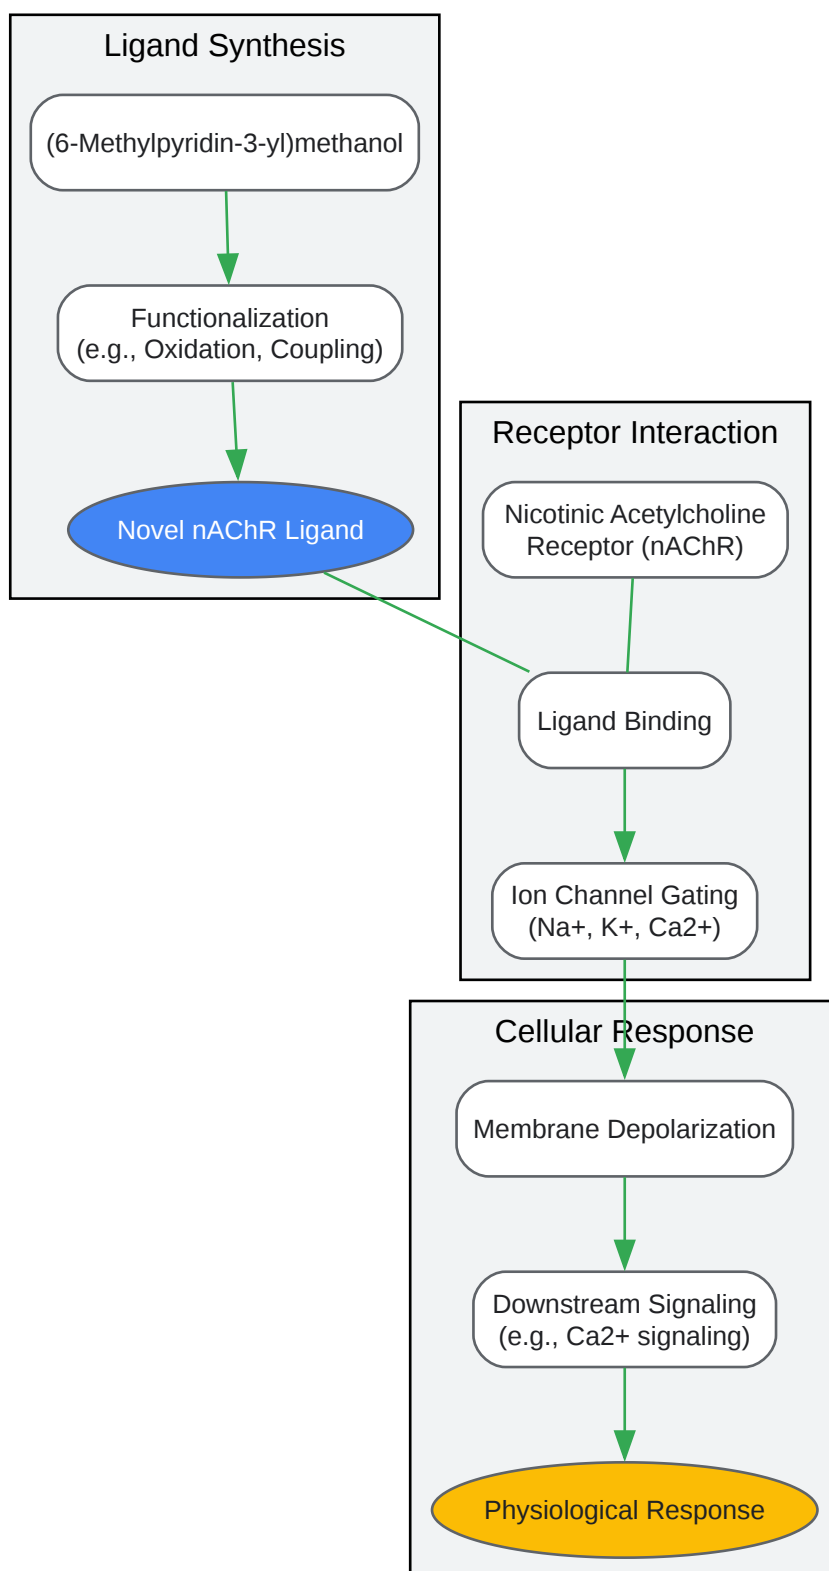 Ligand Synthesis
(6-Methylpyridin-3-yl)methanol
Functionalization
(e.g., Oxidation, Coupling)
Novel nAChR Ligand
Receptor Interaction
Nicotinic Acetylcholine
Receptor (nAChR)
Ligand Binding
Ion Channel Gating
(Na+, K+, Ca2+)
Cellular Response
Membrane Depolarization
Downstream Signaling
(e.g., Ca2+ signaling)
Physiological Response